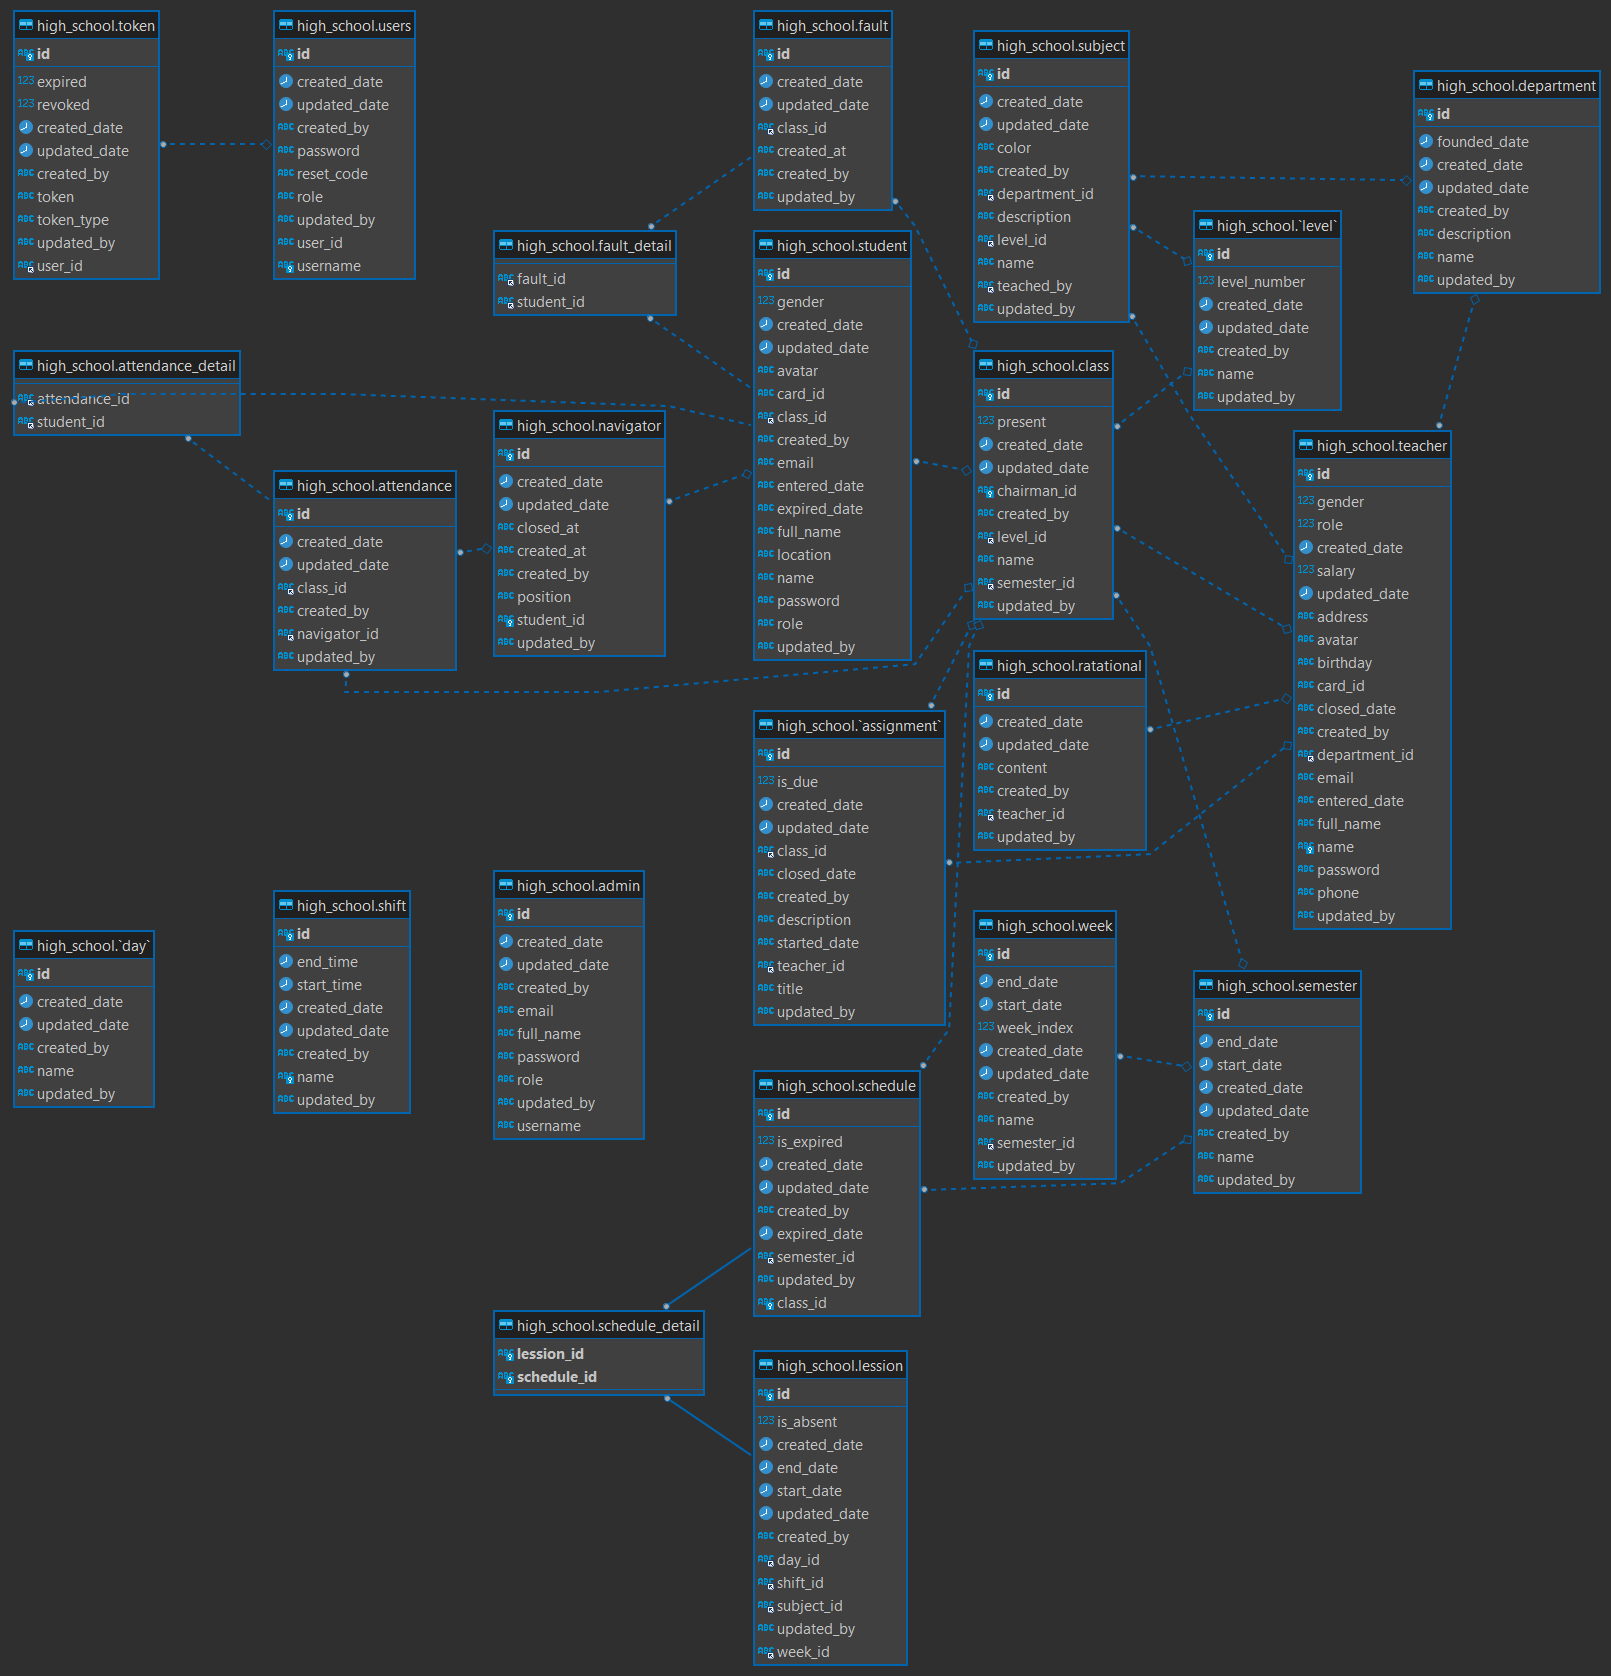 high_school.token
id
expired
revoked
created_date
updated_date
created_by
token
token_type
updated_by
user_id
high_school.users
id
created_date
updated_date
created_by
password
reset_code
role
updated_by
user_id
username
high_school.fault
id
created_date
updated_date
class_id
created_at
created_by
updated_by
high_school.subject
id
created_date
updated_date
color
created_by
department_id
description
level_id
name
teached_by
updated_by
high_school.department
id
founded_date
created_date
updated_date
created_by
description
name
updated_by
high_school.`level`
id
level_number
created_date
updated_date
created_by
name
updated_by
high_school.fault_detail
fault_id
student_id
high_school.student
id
gender
created_date
updated_date
avatar
card_id
class_id
created_by
email
entered_date
expired_date
full_name
location
name
password
role
updated_by
high_school.attendance_detail
attendance_id
student_id
high_school.class
id
present
created_date
updated_date
chairman_id
created_by
level_id
name
semester_id
updated_by
high_school.navigator
id
created_date
updated_date
closed_at
created_at
created_by
position
student_id
updated_by
high_school.teacher
id
gender
role
created_date
salary
updated_date
address
avatar
birthday
card_id
closed_date
created_by
department_id
email
entered_date
full_name
name
password
phone
updated_by
high_school.attendance
id
created_date
updated_date
class_id
created_by
navigator_id
updated_by
high_school.ratational
id
created_date
updated_date
content
created_by
teacher_id
updated_by
high_school.`assignment`
id
is_due
created_date
updated_date
class_id
closed_date
created_by
description
started_date
teacher_id
title
updated_by
high_school.admin
id
created_date
updated_date
created_by
email
full_name
password
role
updated_by
username
high_school.shift
id
end_time
start_time
created_date
updated_date
created_by
name
updated_by
high_school.week
id
end_date
start_date
week_index
created_date
updated_date
created_by
name
semester_id
updated_by
high_school.`day`
id
created_date
updated_date
created_by
name
updated_by
high_school.semester
id
end_date
start_date
created_date
updated_date
created_by
name
updated_by
high_school.schedule
id
is_expired
created_date
updated_date
created_by
expired_date
semester_id
updated_by
class_id
high_school.schedule_detail
lession_id
schedule_id
high_school.lession
id
is_absent
created_date
end_date
start_date
updated_date
created_by
day_id
shift_id
subject_id
updated_by
week_id